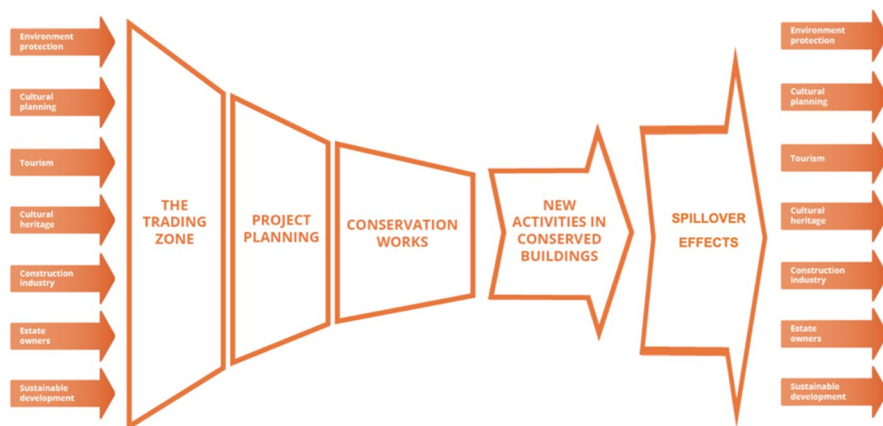 Environment
protection
Cultural
planning
Tourism
Cultural
heritage
Construction
industry
Estate
owners
Sustainable
development
THE
TRADING
ZONE
PROJECT
PLANNING
CONSERVATION
WORKS
NEW
ACTIVITIES IN
CONSERVED
BUILDINGS
SPILLOVER
EFFECTS
Environment
protection
Cultural
planning
Tourism
Cultural
heritage
Construction
industry
Estate
owners
Sustainable
development